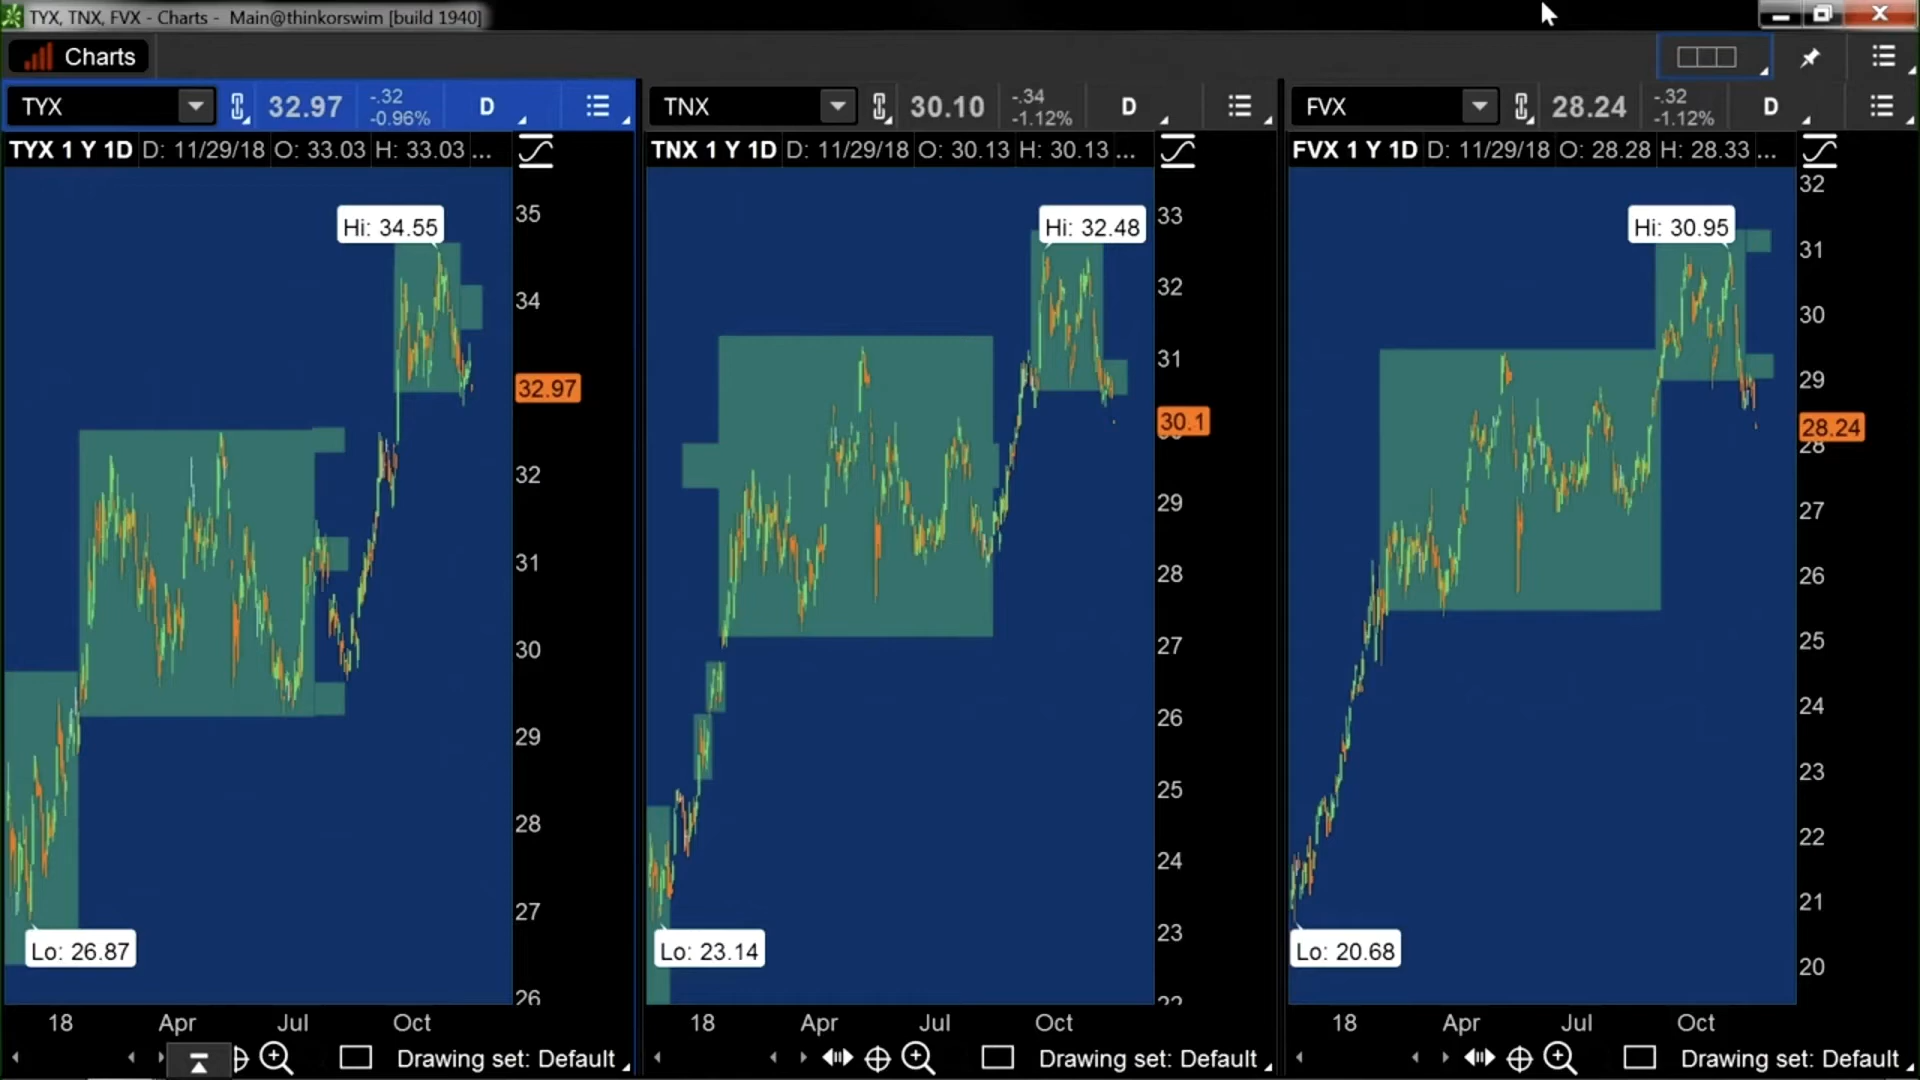 TYX, TNX, FVX - Charts - Main@thinkorswim [build 1940]
Charts
TYX 32.97 -.32 -0.96% D
TYX 1 Y 1D D: 11/29/18 O: 33.03 H: 33.03 ...
Hi: 34.55
35
34
32.97
32
31
30
29
28
27
26
Lo: 26.87
18 Apr Jul Oct
Drawing set: Default
TNX 30.10 -.34 -1.12% D
TNX 1 Y 1D D: 11/29/18 O: 30.13 H: 30.13 ...
Hi: 32.48
33
32
31
30.1
29
28
27
26
25
24
23
22
Lo: 23.14
18 Apr Jul Oct
Drawing set: Default
FVX 28.24 -.32 -1.12% D
FVX 1 Y 1D D: 11/29/18 O: 28.28 H: 28.33 ...
Hi: 30.95
32
31
30
29
28.24
28
27
26
25
24
23
22
21
20
Lo: 20.68
18 Apr Jul Oct
Drawing set: Default